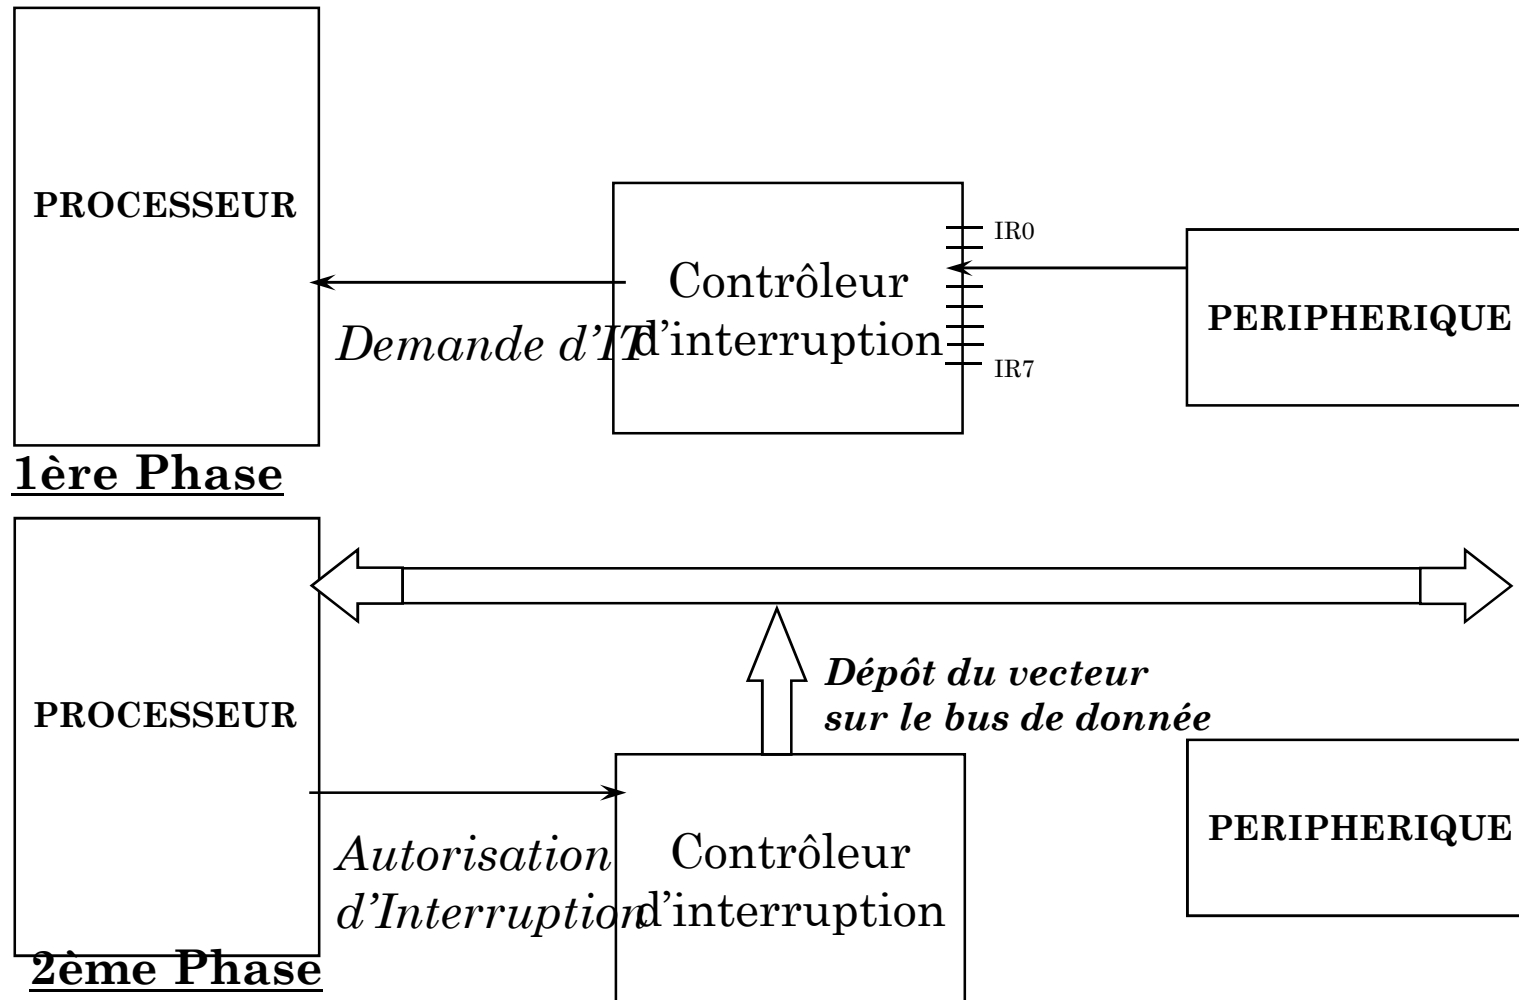 PROCESSEUR
IR0
Contrôleur
d'interruption
PERIPHERIQUE
Demande d'IT
IR7
1ère Phase
Dépôt du vecteur
sur le bus de donnée
PROCESSEUR
PERIPHERIQUE
Autorisation
d'Interruption
Contrôleur
d'interruption
2ème Phase